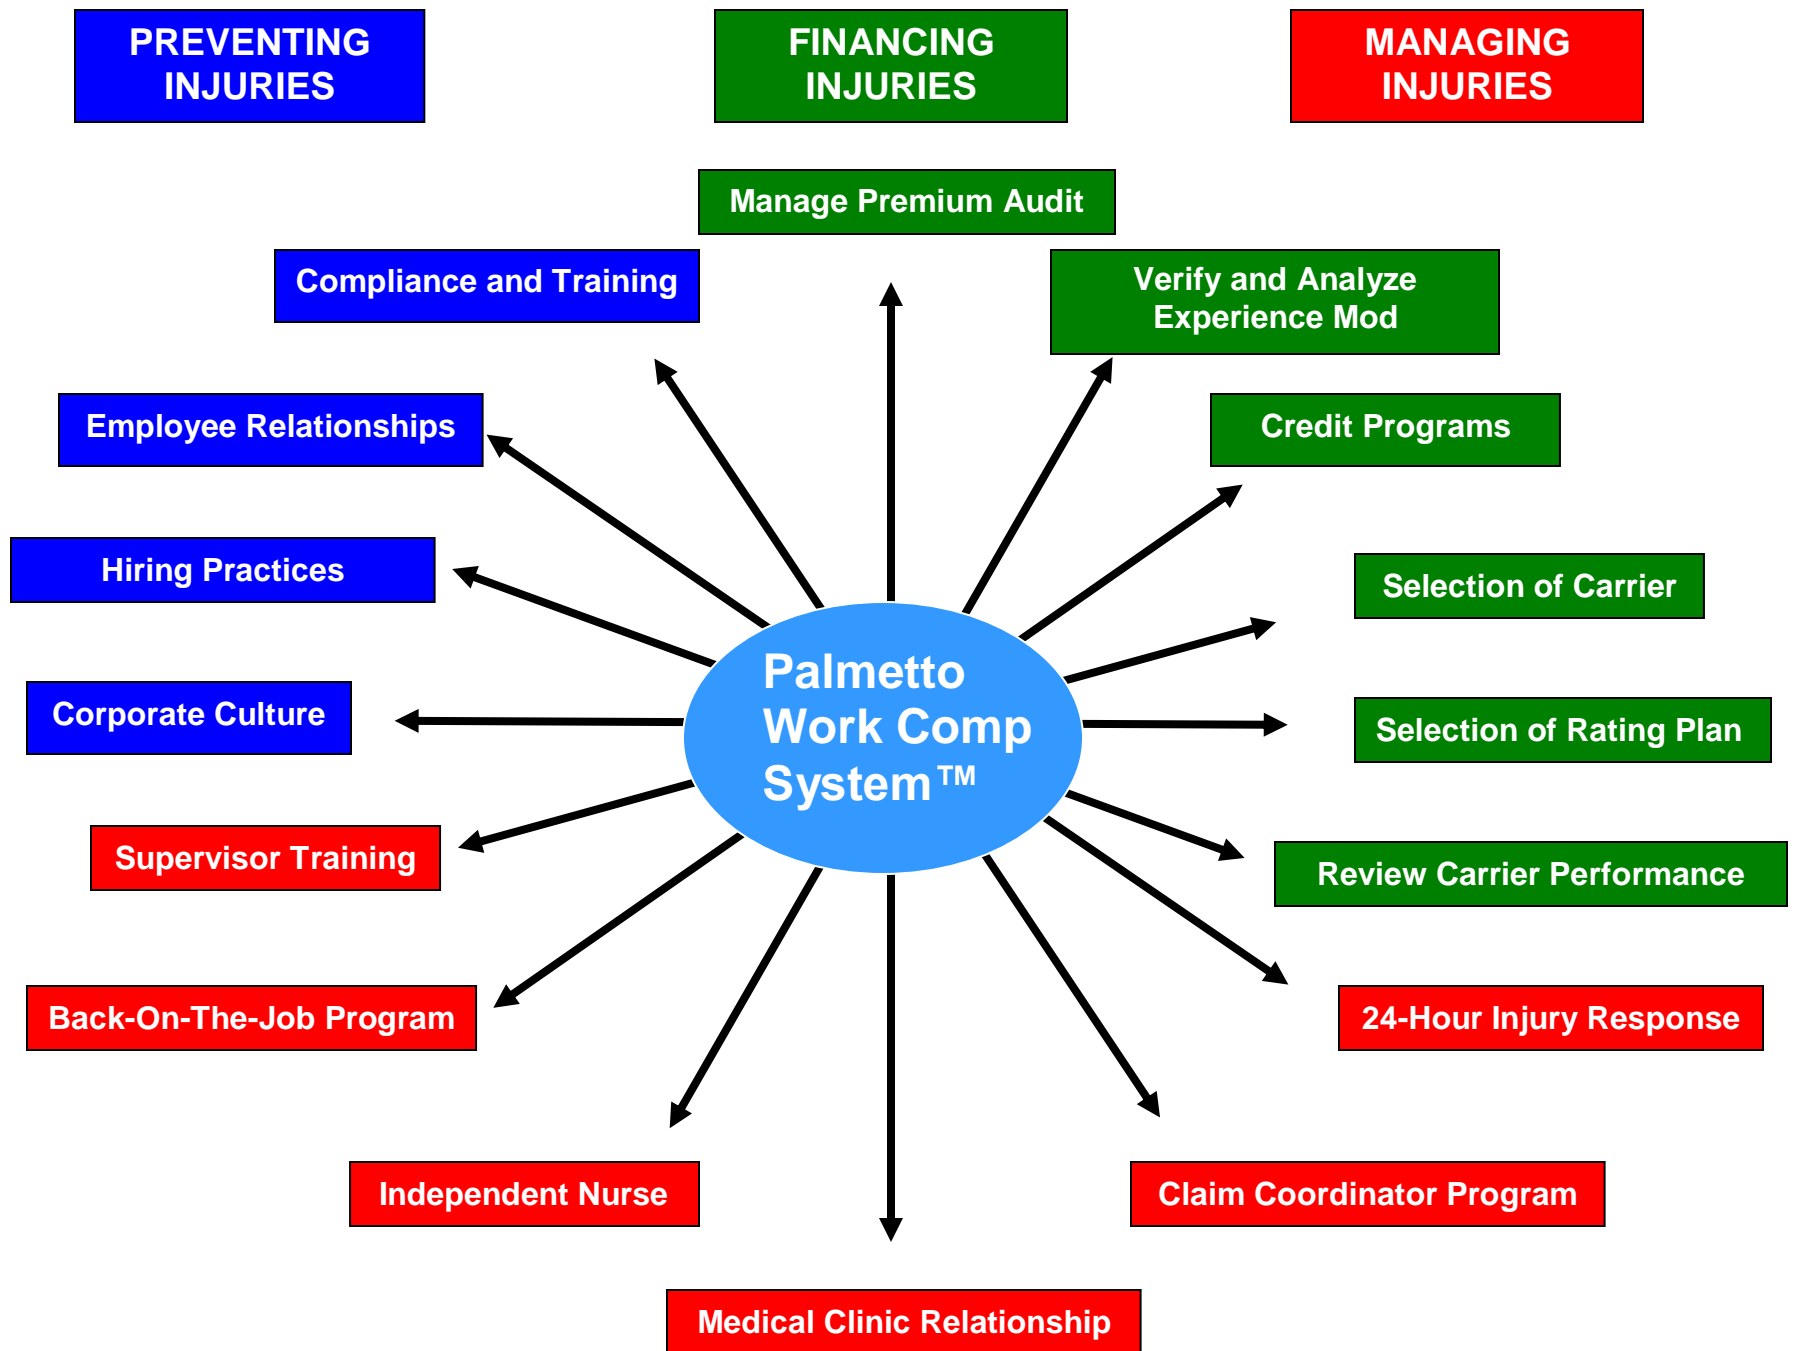 PREVENTING
INJURIES
FINANCING
INJURIES
MANAGING
INJURIES
Manage Premium Audit
Compliance and Training
Verify and Analyze
Experience Mod
Employee Relationships
Credit Programs
Hiring Practices
Selection of Carrier
Palmetto
Work Comp
System™
Corporate Culture
Selection of Rating Plan
Supervisor Training
Review Carrier Performance
Back-On-The-Job Program
24-Hour Injury Response
Independent Nurse
Claim Coordinator Program
Medical Clinic Relationship